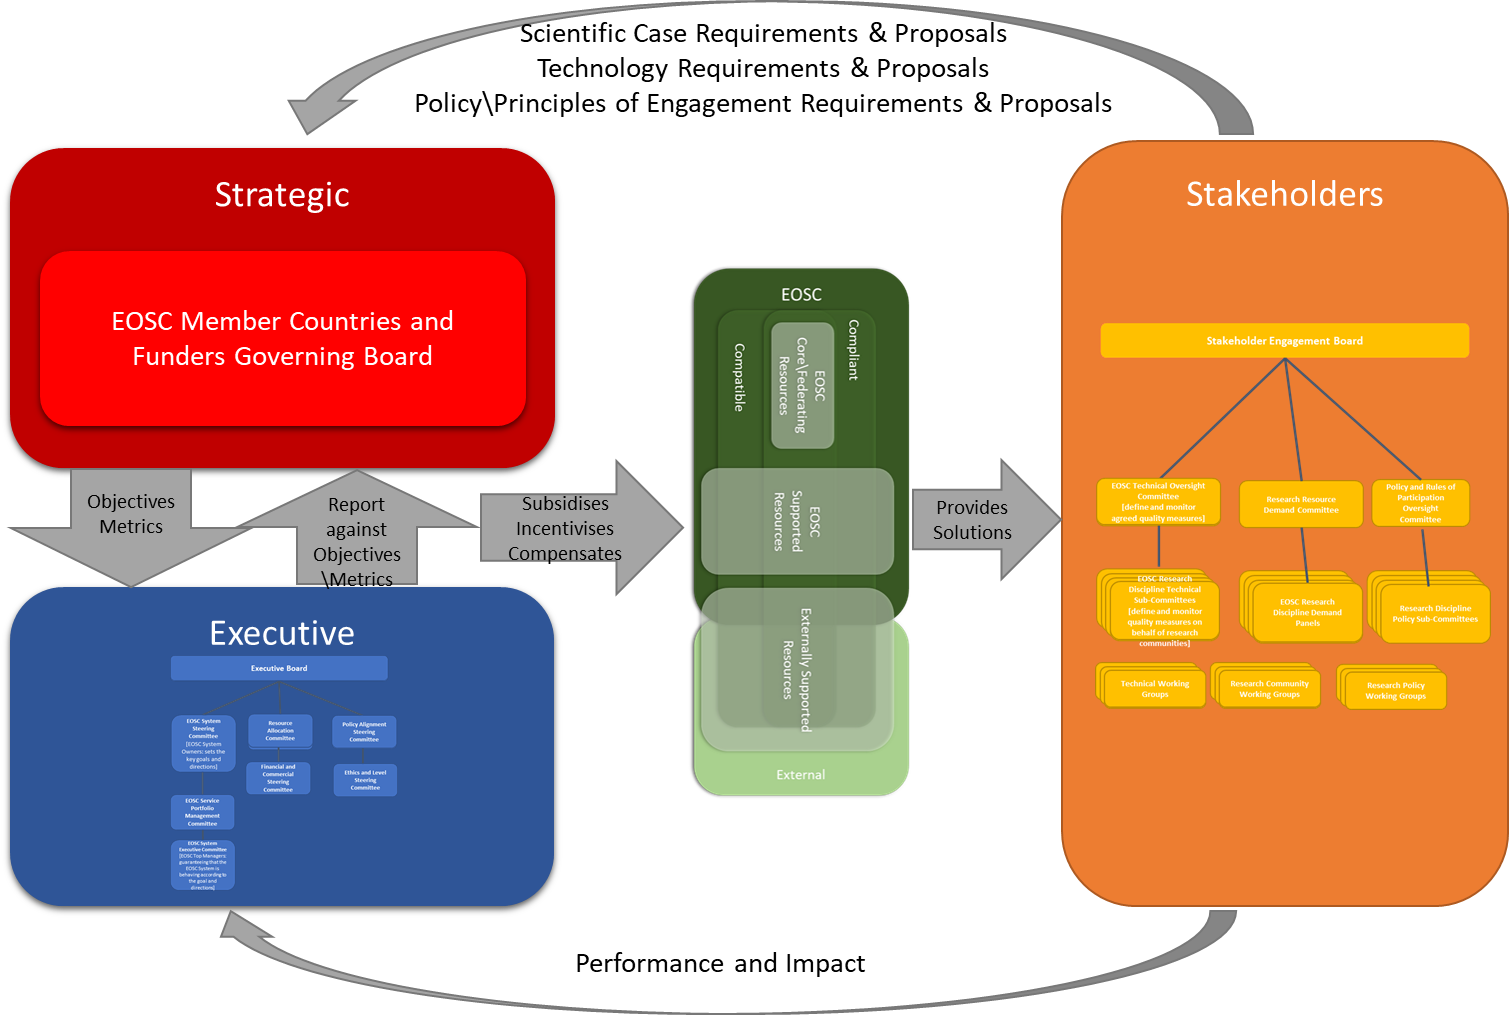 Scientific Case Requirements & Proposals
Technology Requirements & Proposals
Policy\Principles of Engagement Requirements & Proposals
Strategic
EOSC Member Countries and
Funders Governing Board
Objectives
Metrics
Report
against
Objectives
\Metrics
Subsidises
Incentivises
Compensates
Executive
Executive Board
EOSC System
Steering
Committee
[EOSC System
Owners: sets the
key goals and
directions]
Resource
Allocation
Committee
Policy Alignment
Steering
Committee
Financial and
Commercial
Steering
Committee
Ethics and Level
Steering
Committee
EOSC Service
Portfolio
Management
Committee
EOSC System
Executive Committee
[EOSC Top Managers:
guaranteeing that the
EOSC System is
behaving according to
the goal and
directions]
EOSC
Compatible
Compliant
EOSC
Core\Federating
Resources
EOSC
Supported
Resources
Externally Supported
Resources
External
Provides
Solutions
Stakeholders
Stakeholder Engagement Board
EOSC Technical Oversight
Committee
[define and monitor
agreed quality measures]
Research Resource
Demand Committee
Policy and Rules of
Participation
Oversight
Committee
EOSC Research
Discipline Technical
Sub-Committees
[define and monitor
quality measures on
behalf of research
communities]
EOSC Research
Discipline Demand
Panels
Research Discipline
Policy Sub-Committees
Technical Working
Groups
Research Community
Working Groups
Research Policy
Working Groups
Performance and Impact